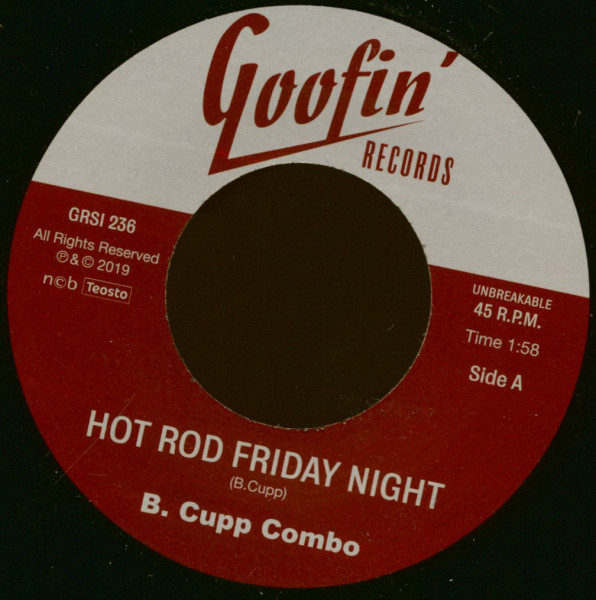 Goofin'
RECORDS
GRSI 236
All Rights Reserved
℗ & © 2019
n©b Teosto
UNBREAKABLE
45 R.P.M.
Time 1:58
Side A
HOT ROD FRIDAY NIGHT
(B.Cupp)
B. Cupp Combo